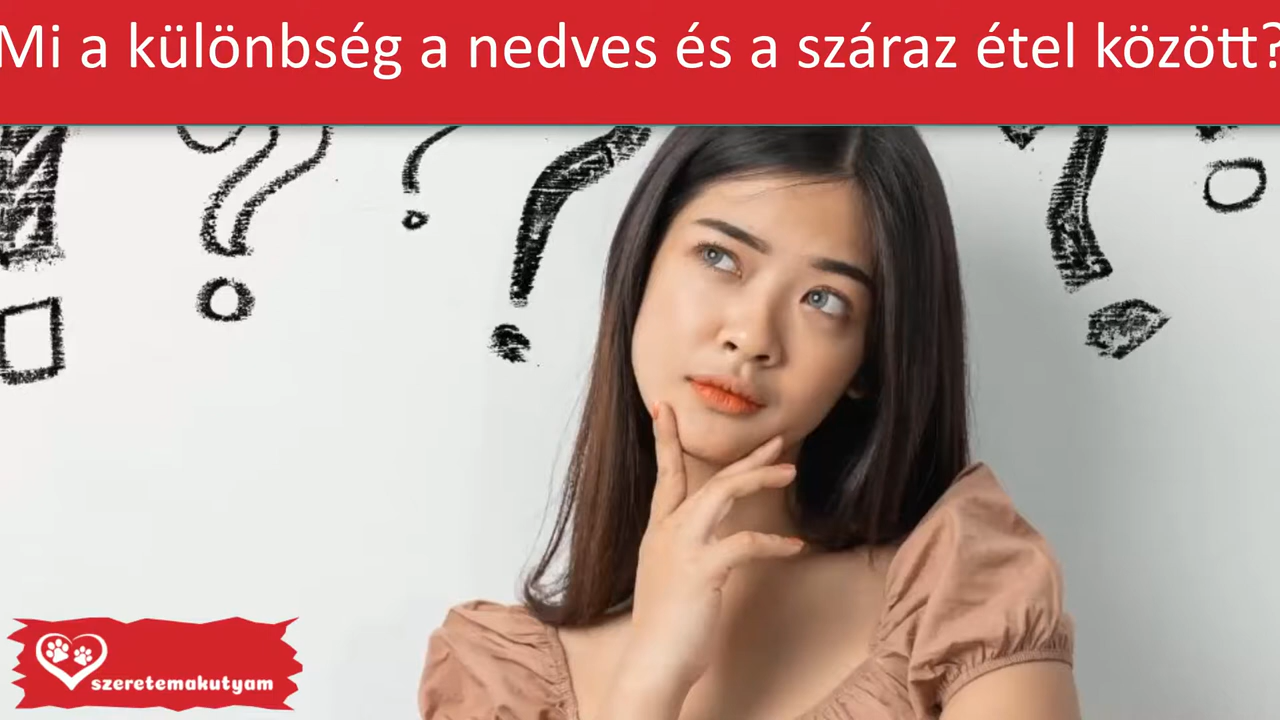 Mi a különbség a nedves és a száraz étel között?
szeretemakutyam